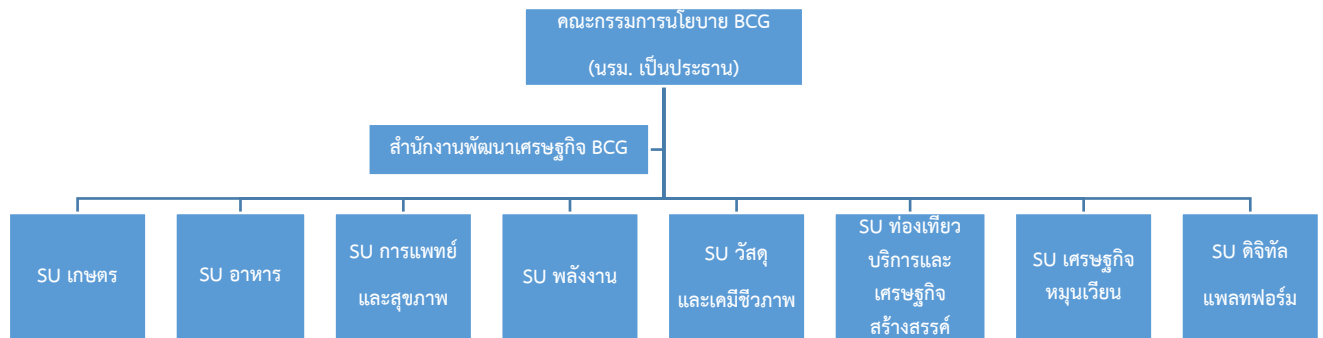 คณะกรรมการนโยบาย BCG
(นรม. เป็นประธาน)
สำนักงานพัฒนาเศรษฐกิจ BCG
SU เกษตร
SU อาหาร
SU การแพทย์
และสุขภาพ
SU พลังงาน
SU วัสดุ
และเคมีชีวภาพ
SU ท่องเที่ยว
บริการและ
เศรษฐกิจ
สร้างสรรค์
SU เศรษฐกิจ
หมุนเวียน
SU ดิจิทัล
แพลทฟอร์ม